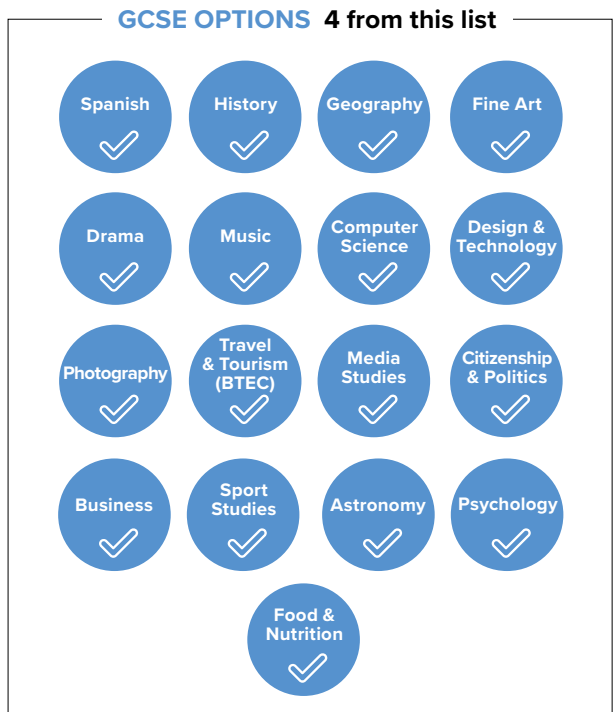 GCSE OPTIONS 4 from this list
Spanish
History
Geography
Fine Art
Drama
Music
Computer
Science
Design &
Technology
Photography
Travel
& Tourism
(BTEC)
Media
Studies
Citizenship
& Politics
Business
Sport
Studies
Astronomy
Psychology
Food &
Nutrition